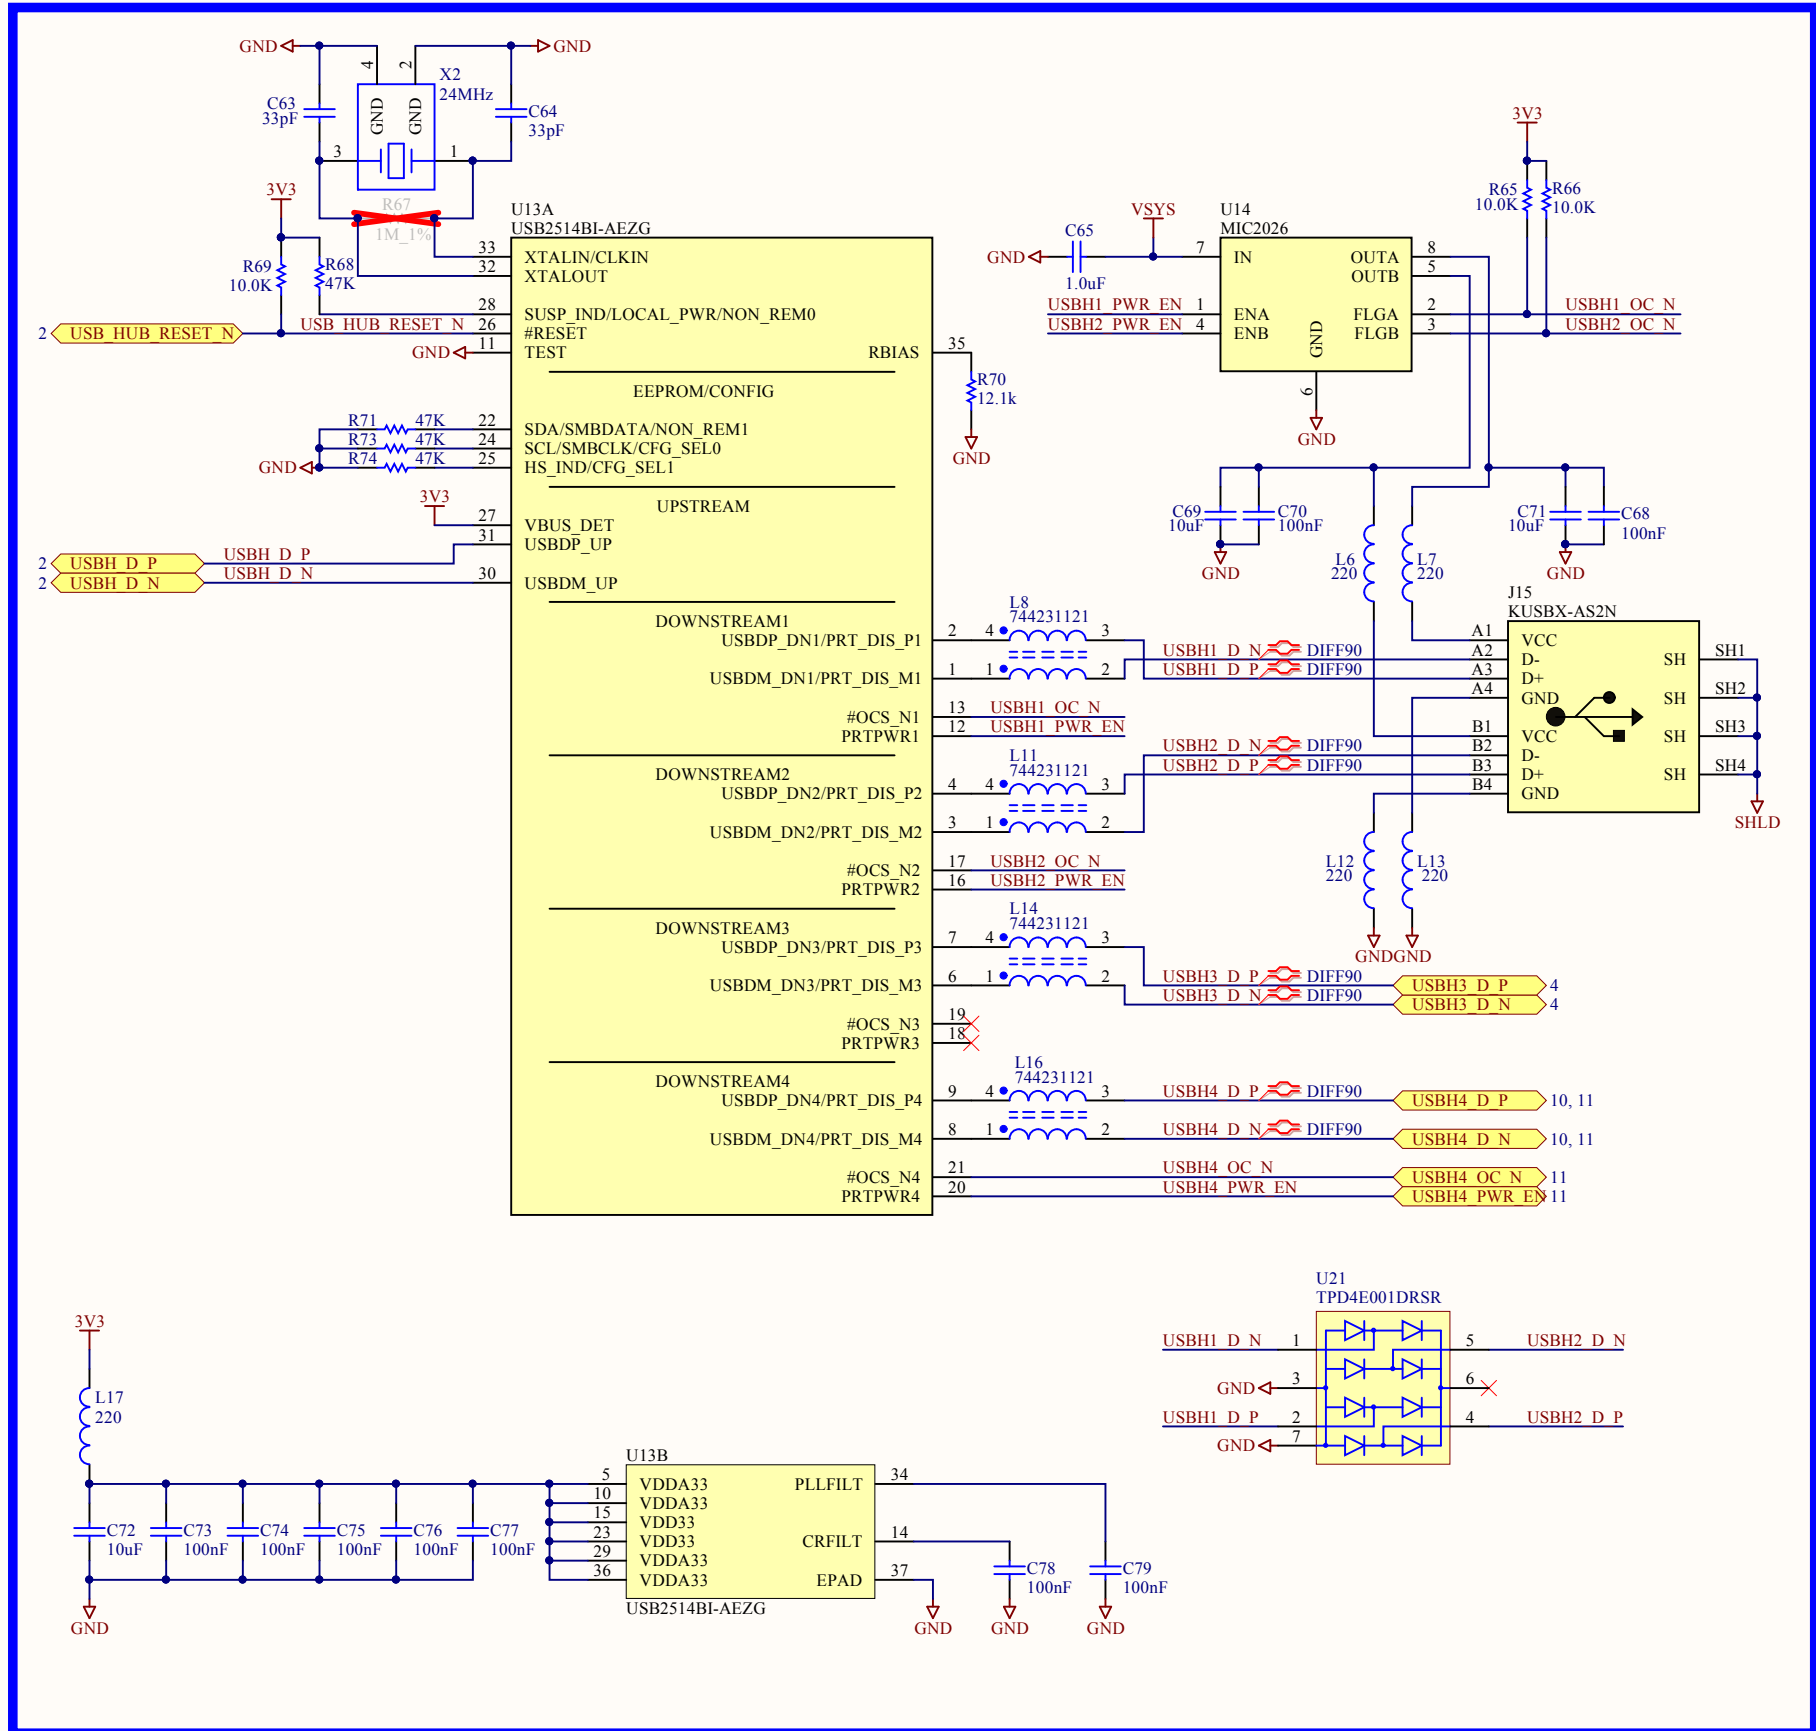 GND
GND
4
2
X2
24MHz
GND
GND
C63
33pF
C64
33pF
3
1
3V3
R67
1M_1%
R69
10.0K
R68
47K
2 USB_HUB_RESET_N
USB_HUB_RESET_N
GND
U13A
USB2514BI-AEZG
33 XTALIN/CLKIN
32 XTALOUT
28 SUSP_IND/LOCAL_PWR/NON_REM0
26 #RESET
11 TEST
RBIAS 35
R70
12.1k
GND
EEPROM/CONFIG
R71 47K 22 SDA/SMBDATA/NON_REM1
R73 47K 24 SCL/SMBCLK/CFG_SEL0
GND R74 47K 25 HS_IND/CFG_SEL1
UPSTREAM
3V3
27 VBUS_DET
31 USBDP_UP
2 USBH_D_P USBH_D_P
2 USBH_D_N USBH_D_N 30 USBDM_UP
DOWNSTREAM1
USBDP_DN1/PRT_DIS_P1 2
L8
744231121
4 3
USBDM_DN1/PRT_DIS_M1 1
1 2
USBH1_D_N DIFF90
USBH1_D_P DIFF90
#OCS_N1 13 USBH1_OC_N
PRTPWR1 12 USBH1_PWR_EN
DOWNSTREAM2
USBDP_DN2/PRT_DIS_P2 4
L11
744231121
4 3
USBDM_DN2/PRT_DIS_M2 3
1 2
USBH2_D_N DIFF90
USBH2_D_P DIFF90
#OCS_N2 17 USBH2_OC_N
PRTPWR2 16 USBH2_PWR_EN
DOWNSTREAM3
USBDP_DN3/PRT_DIS_P3 7
L14
744231121
4 3
USBDM_DN3/PRT_DIS_M3 6
1 2
USBH3_D_P DIFF90 USBH3_D_P 4
USBH3_D_N DIFF90 USBH3_D_N 4
#OCS_N3 19
PRTPWR3 18
DOWNSTREAM4
L16
744231121
USBDP_DN4/PRT_DIS_P4 9 4 3 USBH4_D_P DIFF90 USBH4_D_P 10, 11
USBDM_DN4/PRT_DIS_M4 8 1 2 USBH4_D_N DIFF90 USBH4_D_N 10, 11
#OCS_N4 21 USBH4_OC_N USBH4_OC_N 11
PRTPWR4 20 USBH4_PWR_EN USBH4_PWR_EN 11
VSYS
C65
1.0uF
GND
U14
MIC2026
7 IN OUTA 8
OUTB 5
USBH1_PWR_EN 1 ENA FLGA 2 USBH1_OC_N
USBH2_PWR_EN 4 ENB FLGB 3 USBH2_OC_N
GND
6
GND
3V3
R65
10.0K
R66
10.0K
C69
10uF
C70
100nF
GND
L6
220
L7
220
C71
10uF
C68
100nF
GND
J15
KUSBX-AS2N
A1 VCC
A2 D- SH SH1
A3 D+
A4 GND SH SH2
B1 VCC SH SH3
B2 D-
B3 D+ SH SH4
B4 GND
SHLD
L12
220
L13
220
GND GND
U21
TPD4E001DRSR
USBH1_D_N 1 5 USBH2_D_N
GND 3 6
USBH1_D_P 2 4 USBH2_D_P
GND 7
3V3
L17
220
C72
10uF
C73
100nF
C74
100nF
C75
100nF
C76
100nF
C77
100nF
GND
U13B
5 VDDA33 PLLFILT 34
10 VDDA33
15 VDD33
23 VDD33 CRFILT 14
29 VDDA33
36 VDDA33 EPAD 37
USB2514BI-AEZG
C78
100nF
C79
100nF
GND
GND
GND